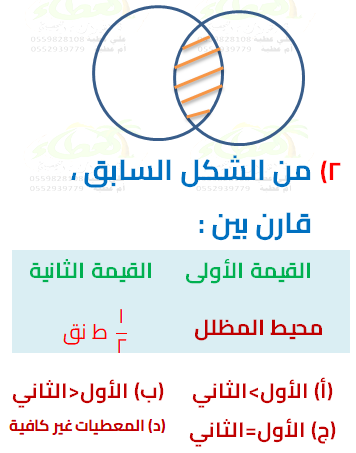 ٢) من الشكل السابق ،
قارن بين :
القيمة الأولى القيمة الثانية
محيط المظلل ١/٢ ط نق
(أ) الأول>الثاني (ب) الأول<الثاني
(ج) الأول=الثاني (د) المعطيات غير كافية